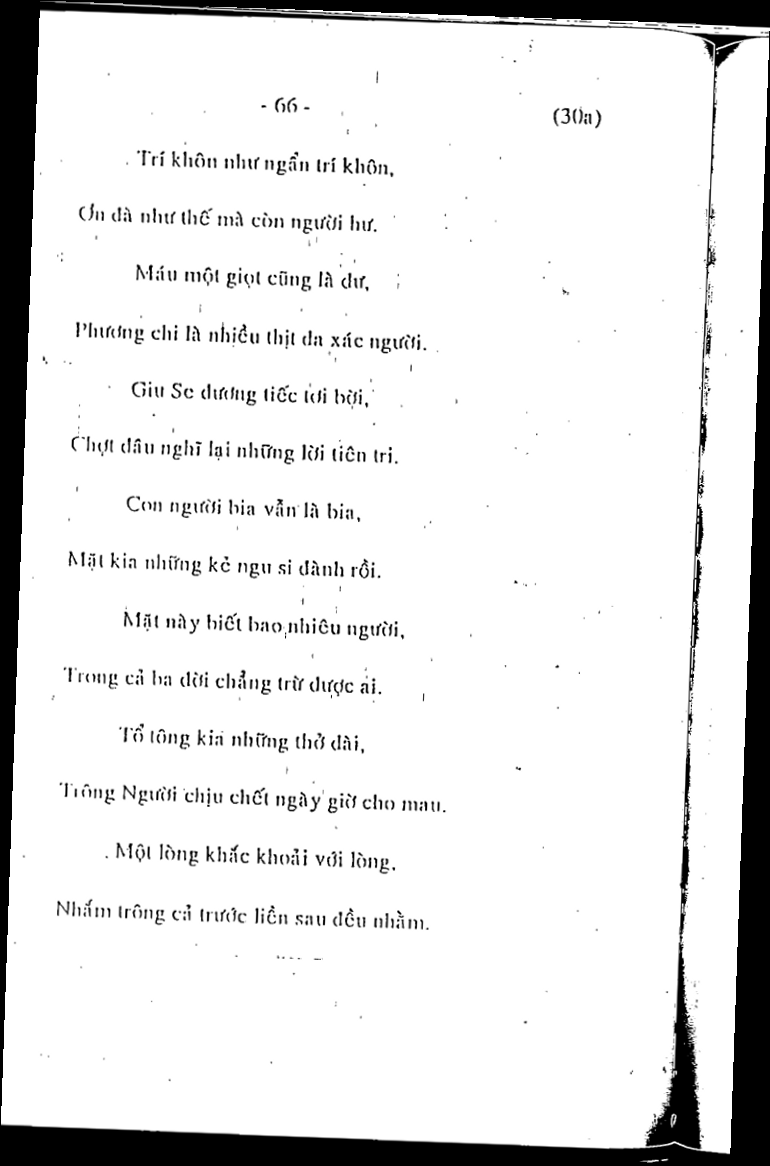 - 66 -
(30a)
Trí khôn như ngẩn trí khôn,
Ơn đà như thế mà còn người hư.
Máu một giọt cũng là dư,
Phương chi là nhiều thịt da xác người.
Giu Se đương tiếc tơi bời,
Chợt đâu nghĩ lại những lời tiên tri.
Con người bia vẫn là bia,
Mặt kia những kẻ ngu si đành rồi.
Mặt này biết bao nhiêu người,
Trong cả ba đời chẳng trừ được ai.
Tổ tông kia những thở dài,
Trông Người chịu chết ngày giờ cho mau.
Một lòng khắc khoải với lòng,
Nhắm trông cả trước liền sau đều nhằm.